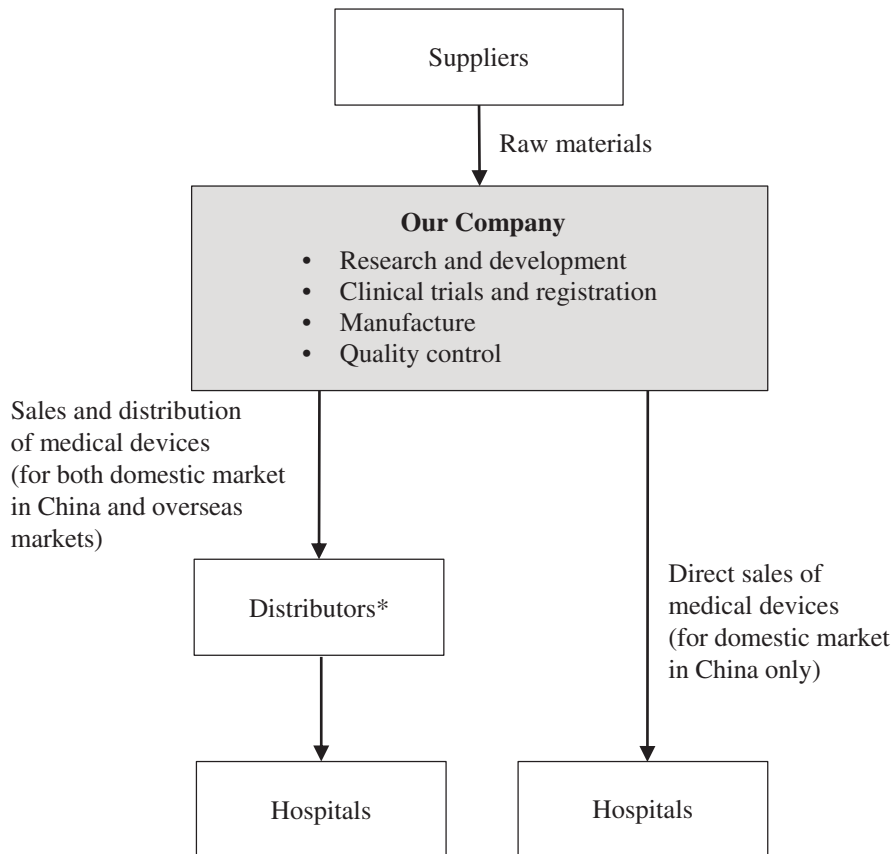 Suppliers
Raw materials
Our Company
• Research and development
• Clinical trials and registration
• Manufacture
• Quality control
Sales and distribution
of medical devices
(for both domestic market
in China and overseas
markets)
Distributors*
Direct sales of
medical devices
(for domestic market
in China only)
Hospitals
Hospitals